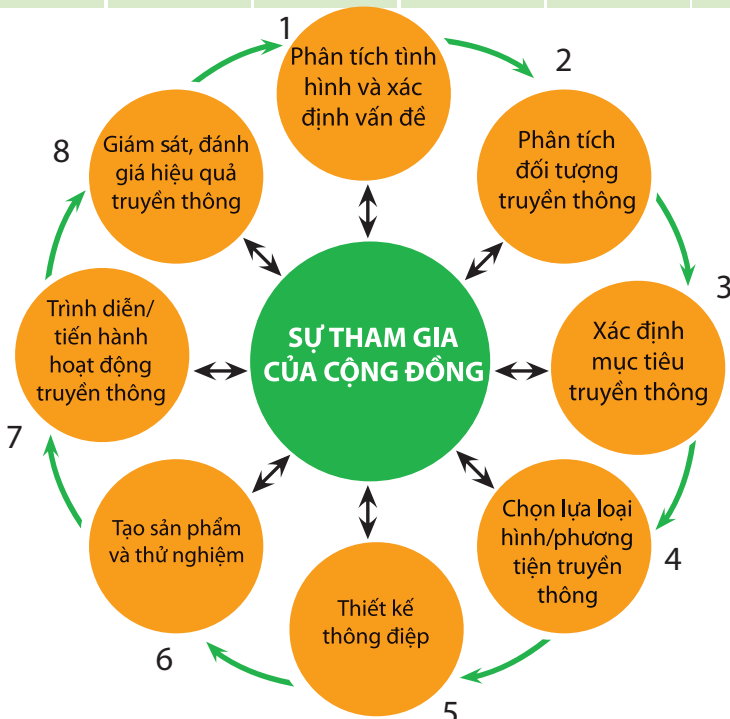 1
Phân tích tình
hình và xác
định vấn đề
2
Phân tích
đối tượng
truyền thông
3
Xác định
mục tiêu
truyền thông
4
Chọn lựa loại
hình/phương
tiện truyền
thông
5
Thiết kế
thông điệp
6
Tạo sản phẩm
và thử nghiệm
7
Trình diễn/
tiến hành
hoạt động
truyền thông
8
Giám sát, đánh
giá hiệu quả
truyền thông
SỰ THAM GIA
CỦA CỘNG ĐỒNG